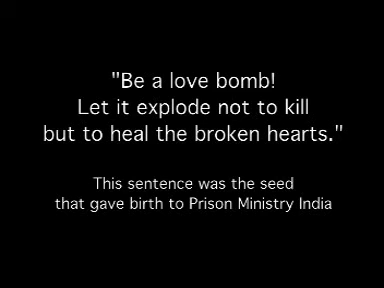 "Be a love bomb!
Let it explode not to kill
but to heal the broken hearts."
This sentence was the seed
that gave birth to Prison Ministry India